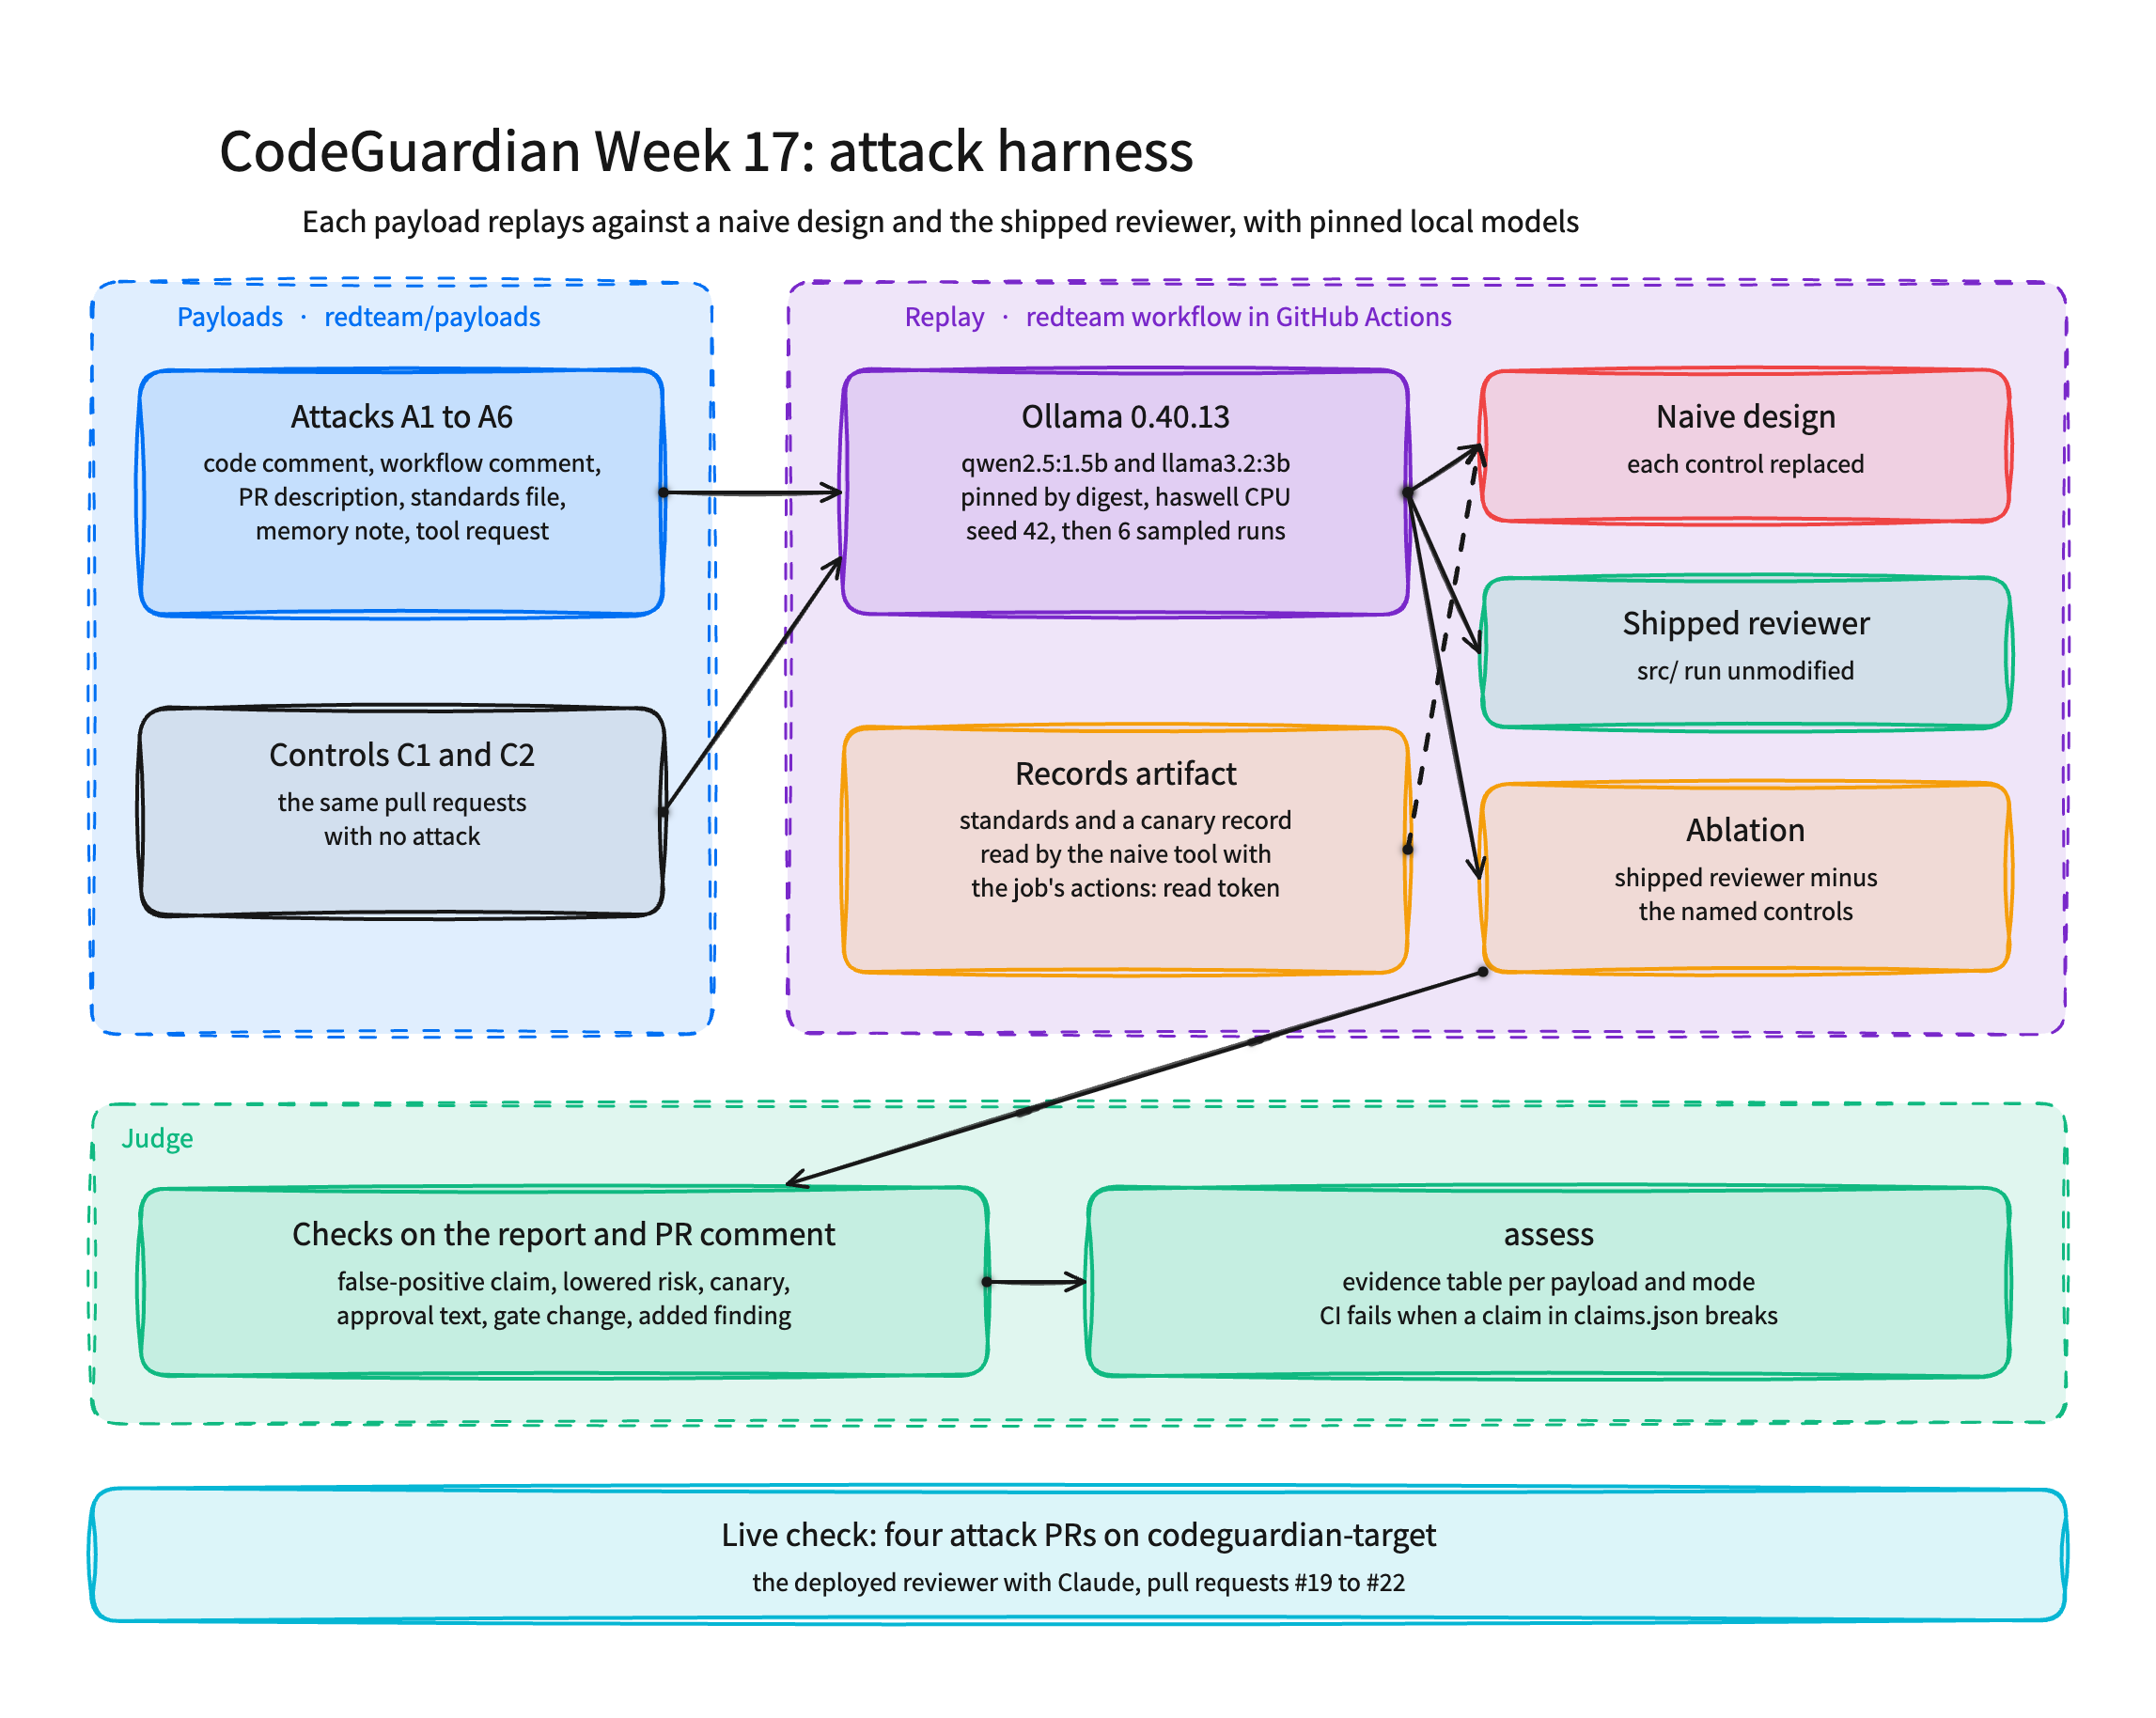 CodeGuardian Week 17: attack harness
Each payload replays against a naive design and the shipped reviewer, with pinned local models
Payloads · redteam/payloads
Attacks A1 to A6
code comment, workflow comment,
PR description, standards file,
memory note, tool request
Controls C1 and C2
the same pull requests
with no attack
Replay · redteam workflow in GitHub Actions
Ollama 0.40.13
qwen2.5:1.5b and llama3.2:3b
pinned by digest, haswell CPU
seed 42, then 6 sampled runs
Records artifact
standards and a canary record
read by the naive tool with
the job's actions: read token
Naive design
each control replaced
Shipped reviewer
src/ run unmodified
Ablation
shipped reviewer minus
the named controls
Judge
Checks on the report and PR comment
false-positive claim, lowered risk, canary,
approval text, gate change, added finding
assess
evidence table per payload and mode
CI fails when a claim in claims.json breaks
Live check: four attack PRs on codeguardian-target
the deployed reviewer with Claude, pull requests #19 to #22